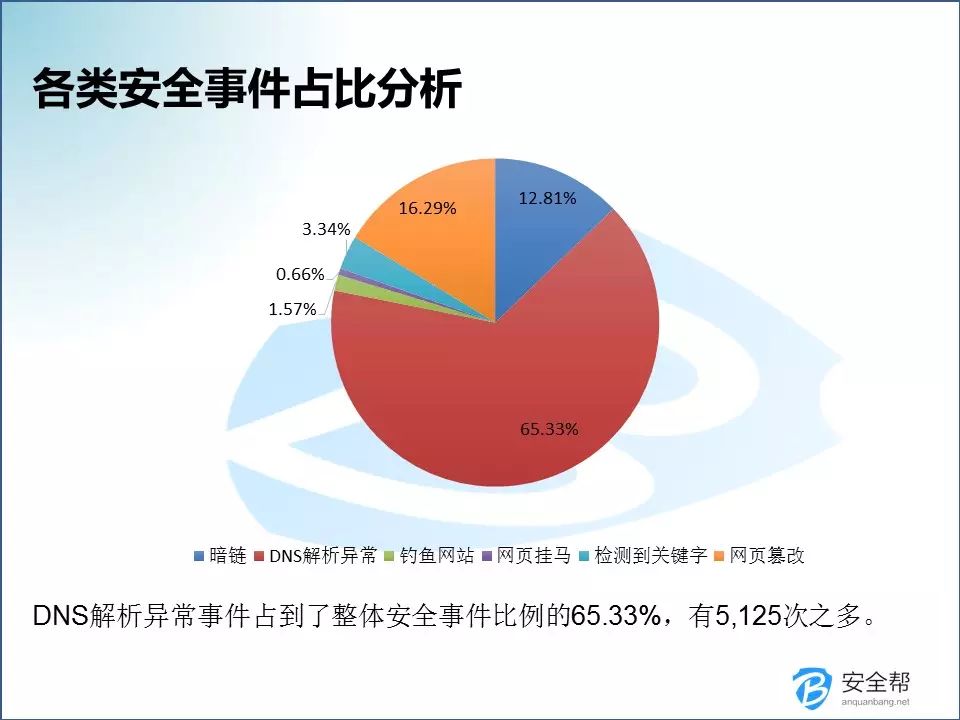 各类安全事件占比分析
12.81%
16.29%
3.34%
0.66%
1.57%
65.33%
暗链 DNS解析异常 钓鱼网站 网页挂马 检测到关键字 网页篡改
DNS解析异常事件占到了整体安全事件比例的65.33%，有5,125次之多。
安全帮
anquanbang.net